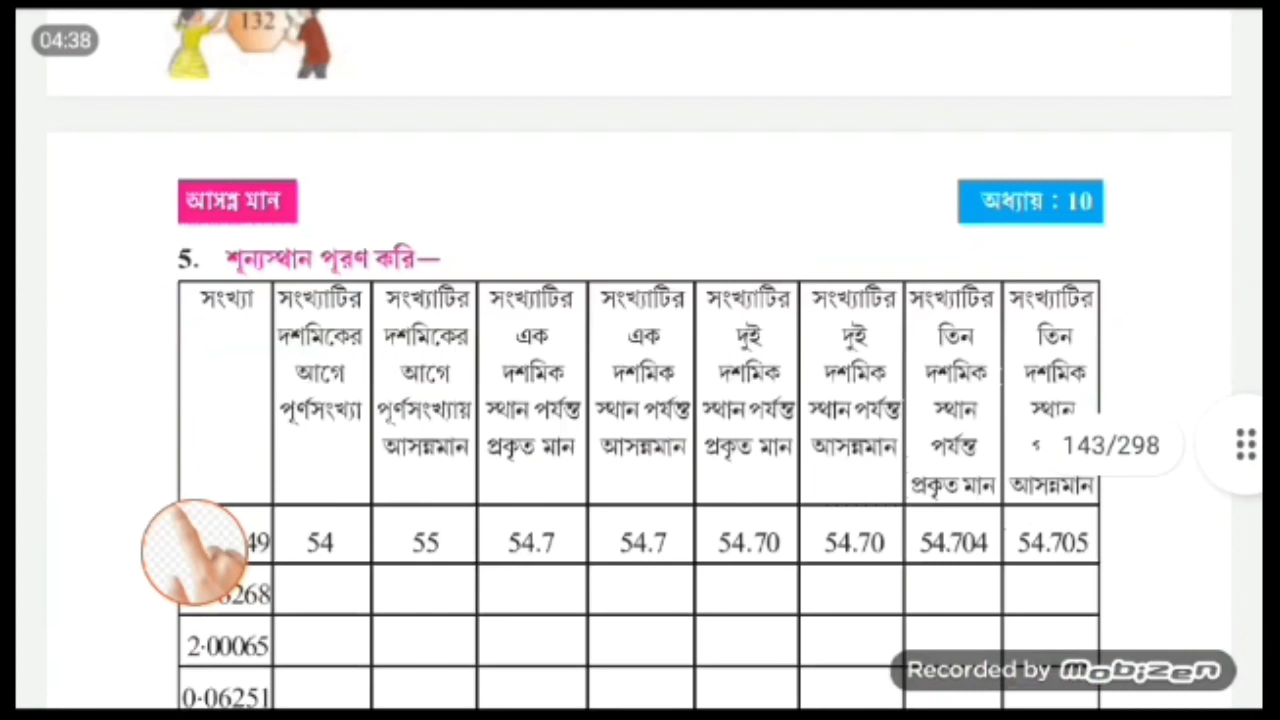 132
04:38
আসন্ন মান
অধ্যায় : 10
5. শূন্যস্থান পূরণ করি—
সংখ্যা সংখ্যাটির সংখ্যাটির সংখ্যাটির সংখ্যাটির সংখ্যাটির সংখ্যাটির সংখ্যাটির সংখ্যাটির
দশমিকের দশমিকের এক এক দুই দুই তিন তিন
আগে আগে দশমিক দশমিক দশমিক দশমিক দশমিক দশমিক
পূর্ণসংখ্যা পূর্ণসংখ্যায় স্থান পর্যন্ত স্থান পর্যন্ত স্থান পর্যন্ত স্থান পর্যন্ত স্থান স্থান
আসন্নমান প্রকৃত মান আসন্নমান প্রকৃত মান আসন্নমান পর্যন্ত 143/298
প্রকৃত মান আসন্নমান
49 54 55 54.7 54.7 54.70 54.70 54.704 54.705
268
2·00065
Recorded by mobizen
0·06251